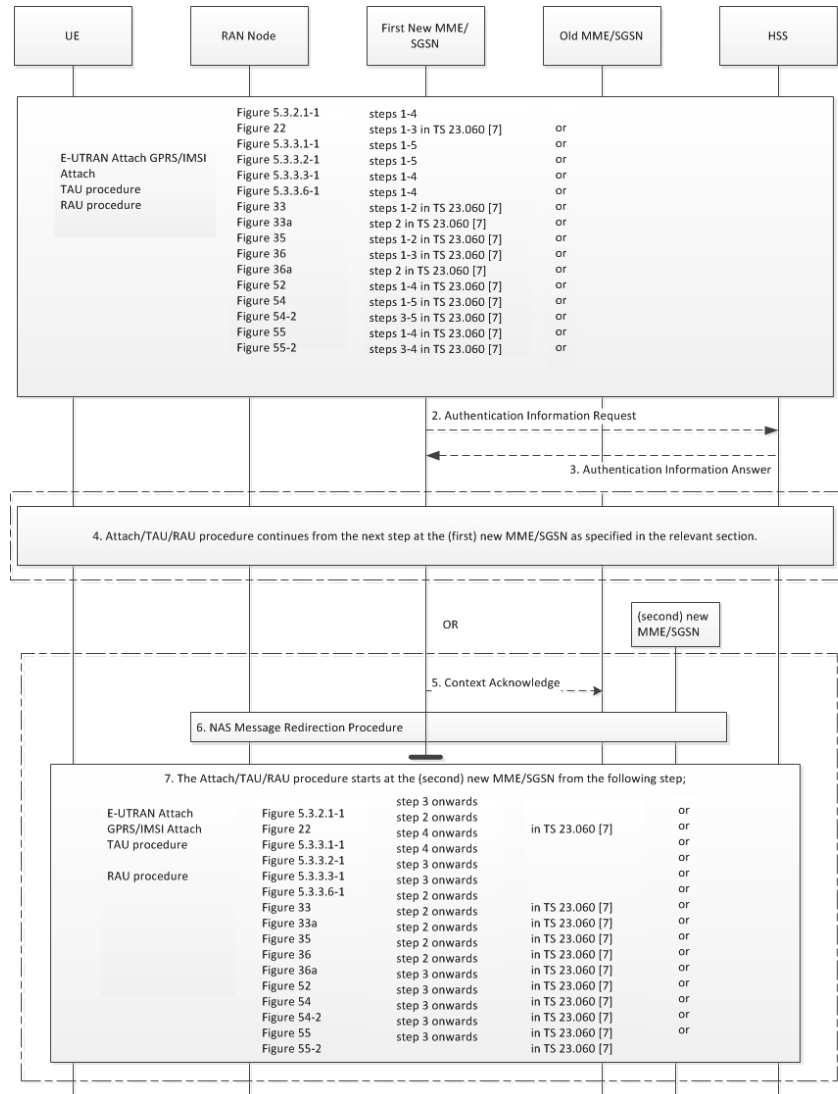 UE
RAN Node
First New MME/
SGSN
Old MME/SGSN
HSS
Figure 5.3.2.1-1 steps 1-4
Figure 22 steps 1-3 in TS 23.060 [7] or
Figure 5.3.3.1-1 steps 1-5 or
E-UTRAN Attach GPRS/IMSI Figure 5.3.3.2-1 steps 1-5 or
Attach Figure 5.3.3.3-1 steps 1-4 or
TAU procedure Figure 5.3.3.6-1 steps 1-4 or
RAU procedure Figure 33 steps 1-2 in TS 23.060 [7] or
Figure 33a step 2 in TS 23.060 [7] or
Figure 35 steps 1-2 in TS 23.060 [7] or
Figure 36 steps 1-3 in TS 23.060 [7] or
Figure 36a step 2 in TS 23.060 [7] or
Figure 52 steps 1-4 in TS 23.060 [7] or
Figure 54 steps 1-5 in TS 23.060 [7] or
Figure 54-2 steps 3-5 in TS 23.060 [7] or
Figure 55 steps 1-4 in TS 23.060 [7] or
Figure 55-2 steps 3-4 in TS 23.060 [7] or
2. Authentication Information Request
3. Authentication Information Answer
4. Attach/TAU/RAU procedure continues from the next step at the (first) new MME/SGSN as specified in the relevant section.
OR
(second) new
MME/SGSN
5. Context Acknowledge
6. NAS Message Redirection Procedure
7. The Attach/TAU/RAU procedure starts at the (second) new MME/SGSN from the following step;
E-UTRAN Attach Figure 5.3.2.1-1 step 3 onwards or
GPRS/IMSI Attach Figure 22 step 2 onwards in TS 23.060 [7] or
TAU procedure Figure 5.3.3.1-1 step 4 onwards or
Figure 5.3.3.2-1 step 4 onwards or
RAU procedure Figure 5.3.3.3-1 step 3 onwards or
Figure 5.3.3.6-1 step 3 onwards or
Figure 33 step 2 onwards in TS 23.060 [7] or
Figure 33a step 2 onwards in TS 23.060 [7] or
Figure 35 step 2 onwards in TS 23.060 [7] or
Figure 36 step 2 onwards in TS 23.060 [7] or
Figure 36a step 2 onwards in TS 23.060 [7] or
Figure 52 step 3 onwards in TS 23.060 [7] or
Figure 54 step 3 onwards in TS 23.060 [7] or
Figure 54-2 step 3 onwards in TS 23.060 [7] or
Figure 55 step 3 onwards in TS 23.060 [7] or
Figure 55-2 step 3 onwards in TS 23.060 [7]